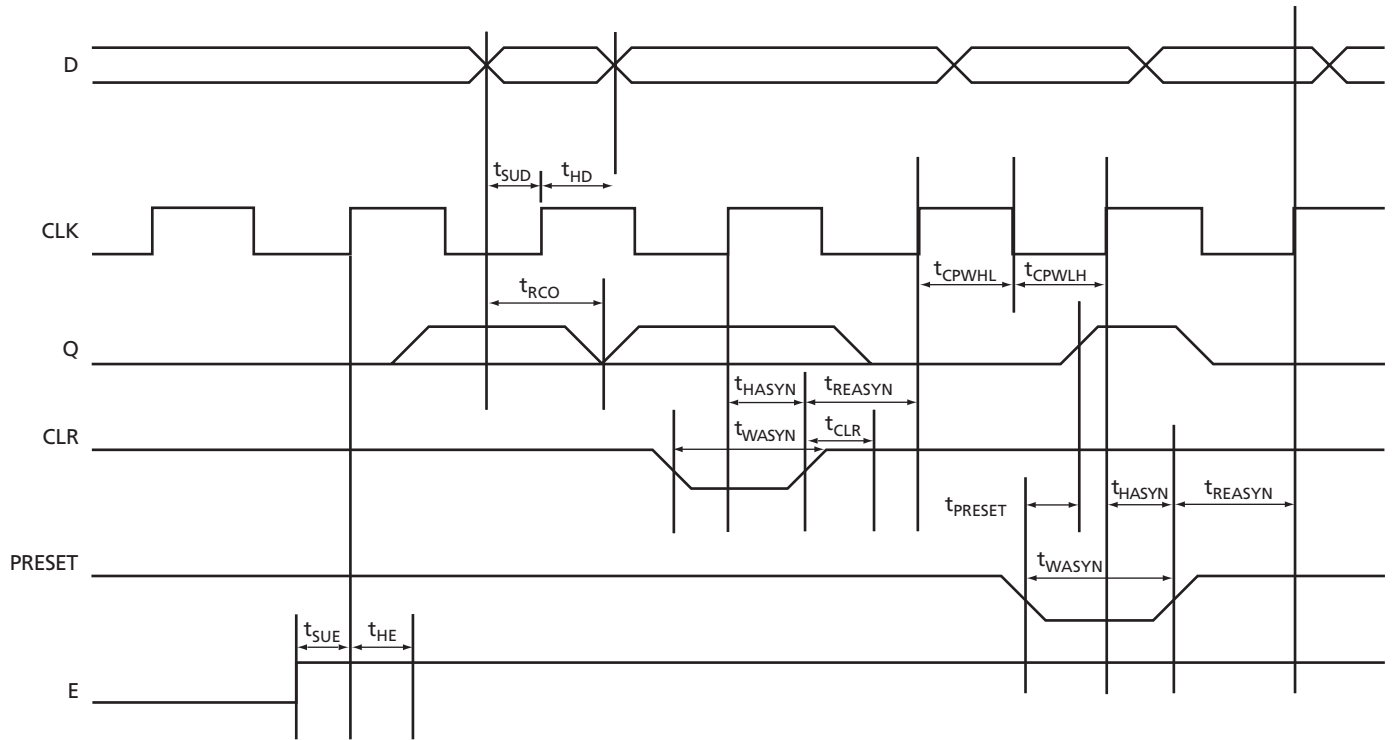 D
tSUD
tHD
CLK
tCPWHL
tCPWLH
tRCO
Q
tHASYN
tREASYN
CLR
tWASYN
tCLR
tPRESET
tHASYN
tREASYN
PRESET
tWASYN
tSUE
tHE
E